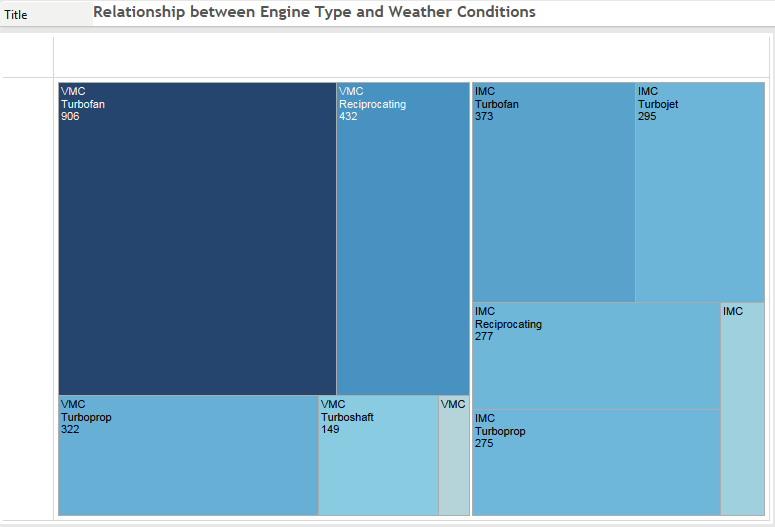 Title
Relationship between Engine Type and Weather Conditions
VMC
Turbofan
906
VMC
Reciprocating
432
VMC
Turboprop
322
VMC
Turboshaft
149
VMC
IMC
Turbofan
373
IMC
Turbojet
295
IMC
Reciprocating
277
IMC
Turboprop
275
IMC